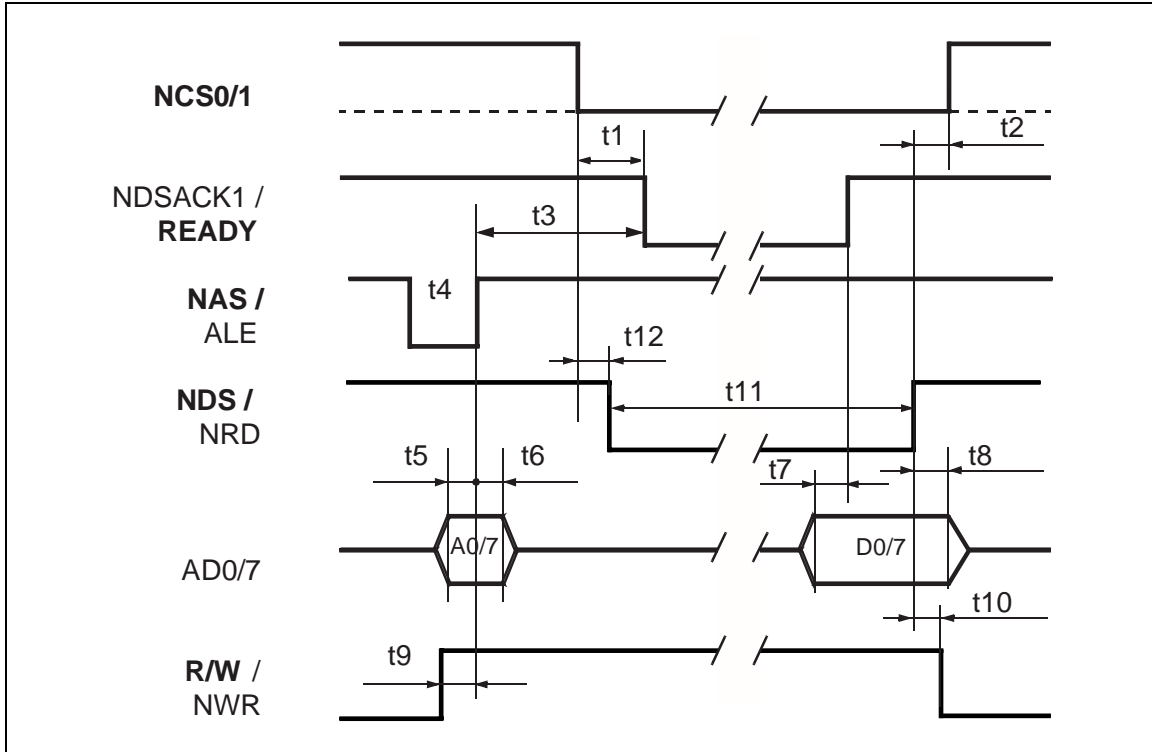 NCS0/1
t1
t2
NDSACK1 /
READY
t3
NAS /
ALE
t4
t12
NDS /
NRD
t11
t5
t6
t7
t8
AD0/7
A0/7
D0/7
t10
R/W /
NWR
t9